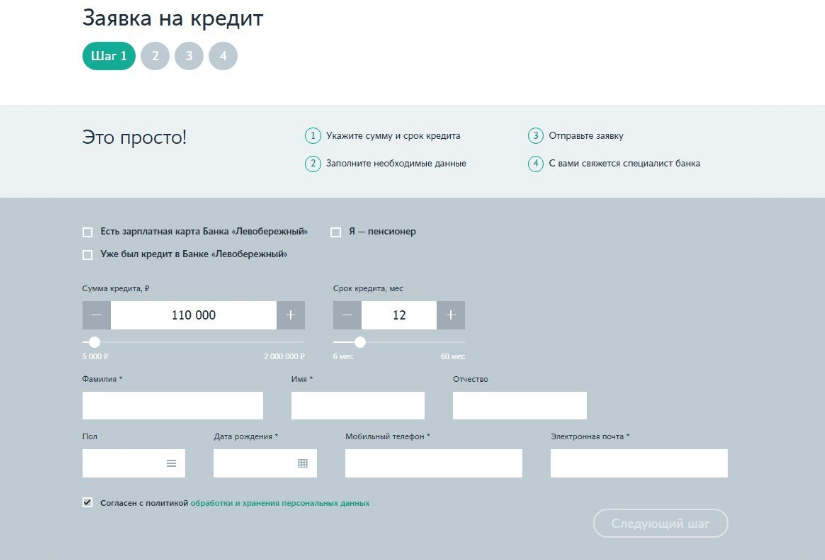 Заявка на кредит
Шаг 1 2 3 4
Это просто!
1 Укажите сумму и срок кредита
2 Заполните необходимые данные
3 Отправьте заявку
4 С вами свяжется специалист банка
Есть зарплатная карта Банка «Левобережный»
Я — пенсионер
Уже был кредит в Банке «Левобережный»
Сумма кредита, ₽
Срок кредита, мес
− 110 000 +
− 12 +
5 000 ₽ 2 000 000 ₽
6 мес 60 мес
Фамилия * Имя * Отчество
Пол Дата рождения * Мобильный телефон * Электронная почта *
Согласен с политикой обработки и хранения персональных данных
Следующий шаг